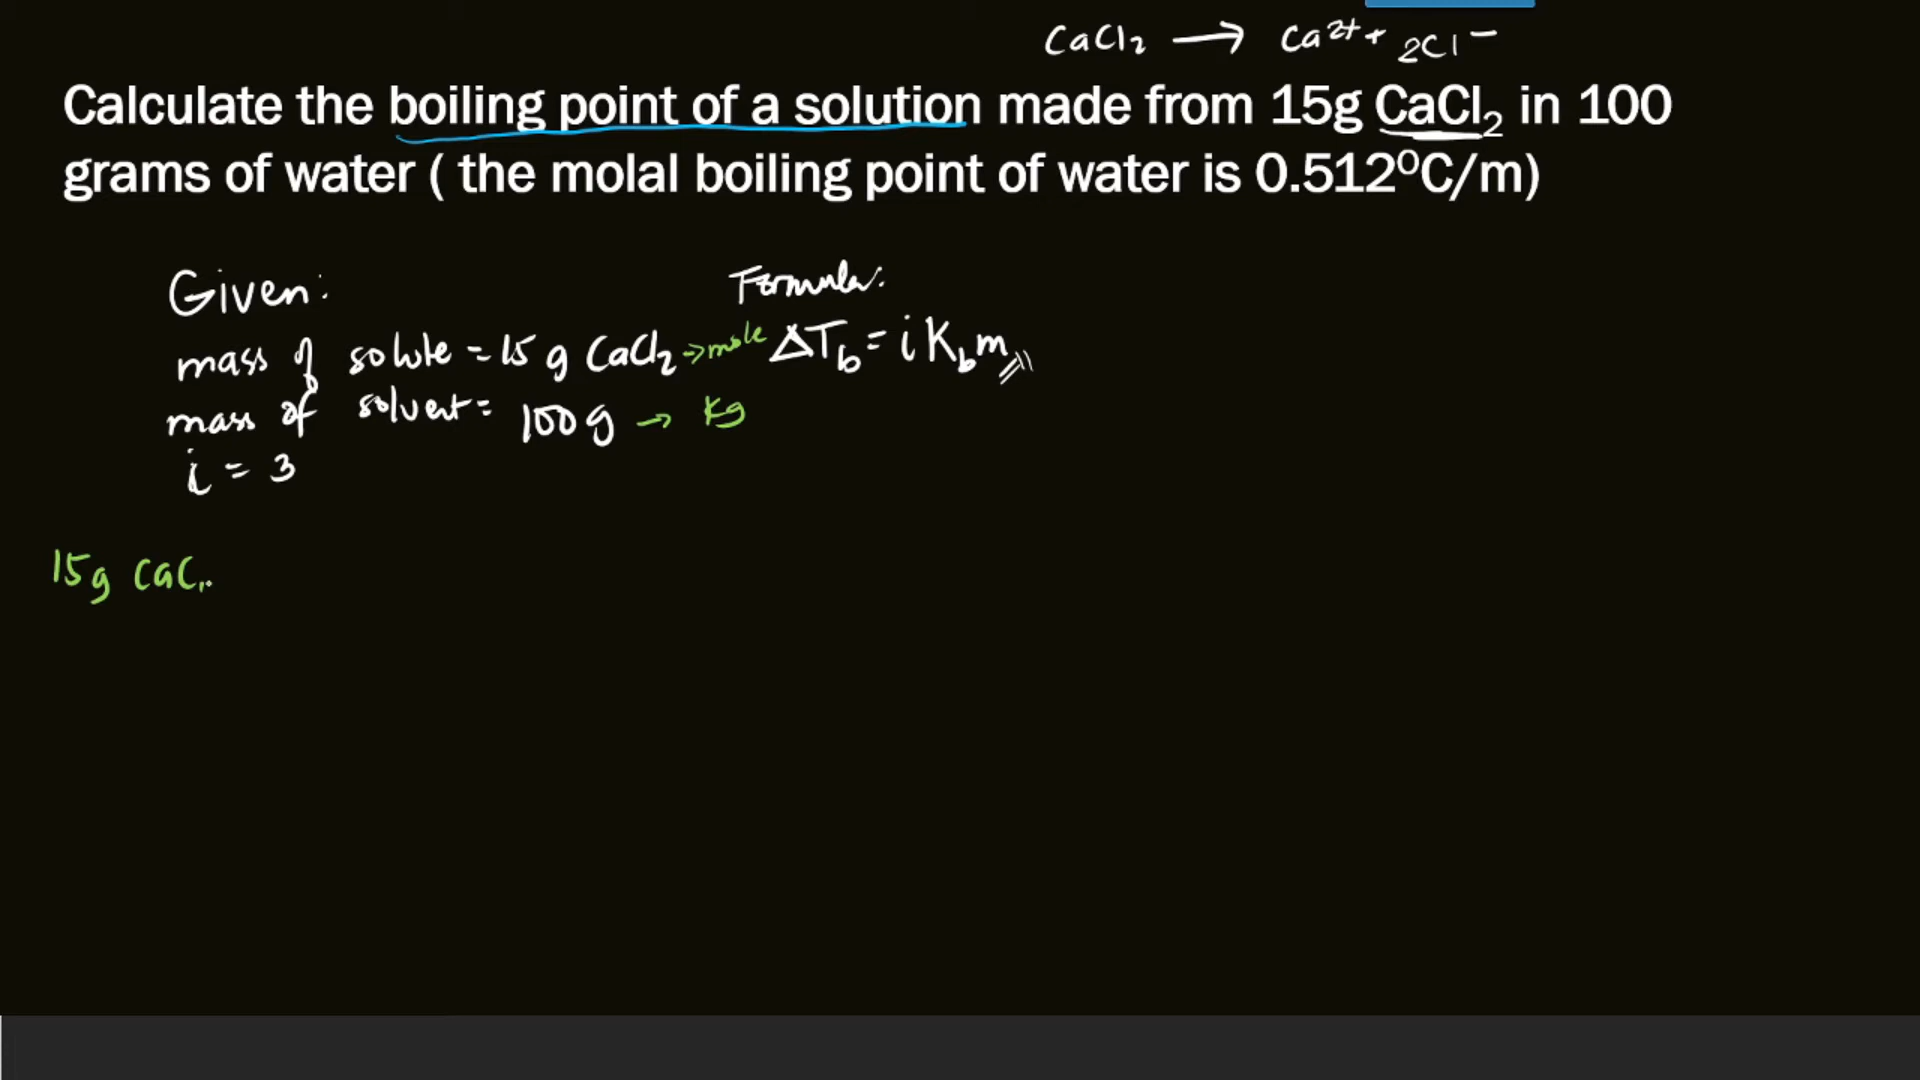 CaCl₂ → Ca²⁺ + 2Cl⁻
Calculate the boiling point of a solution made from 15g CaCl₂ in 100
grams of water ( the molal boiling point of water is 0.512⁰C/m)
Given: Formula:
mass of solute = 15 g CaCl₂ → mole ΔT_b = i K_b m
mass of solvent = 100g → Kg
i = 3
15g CaC